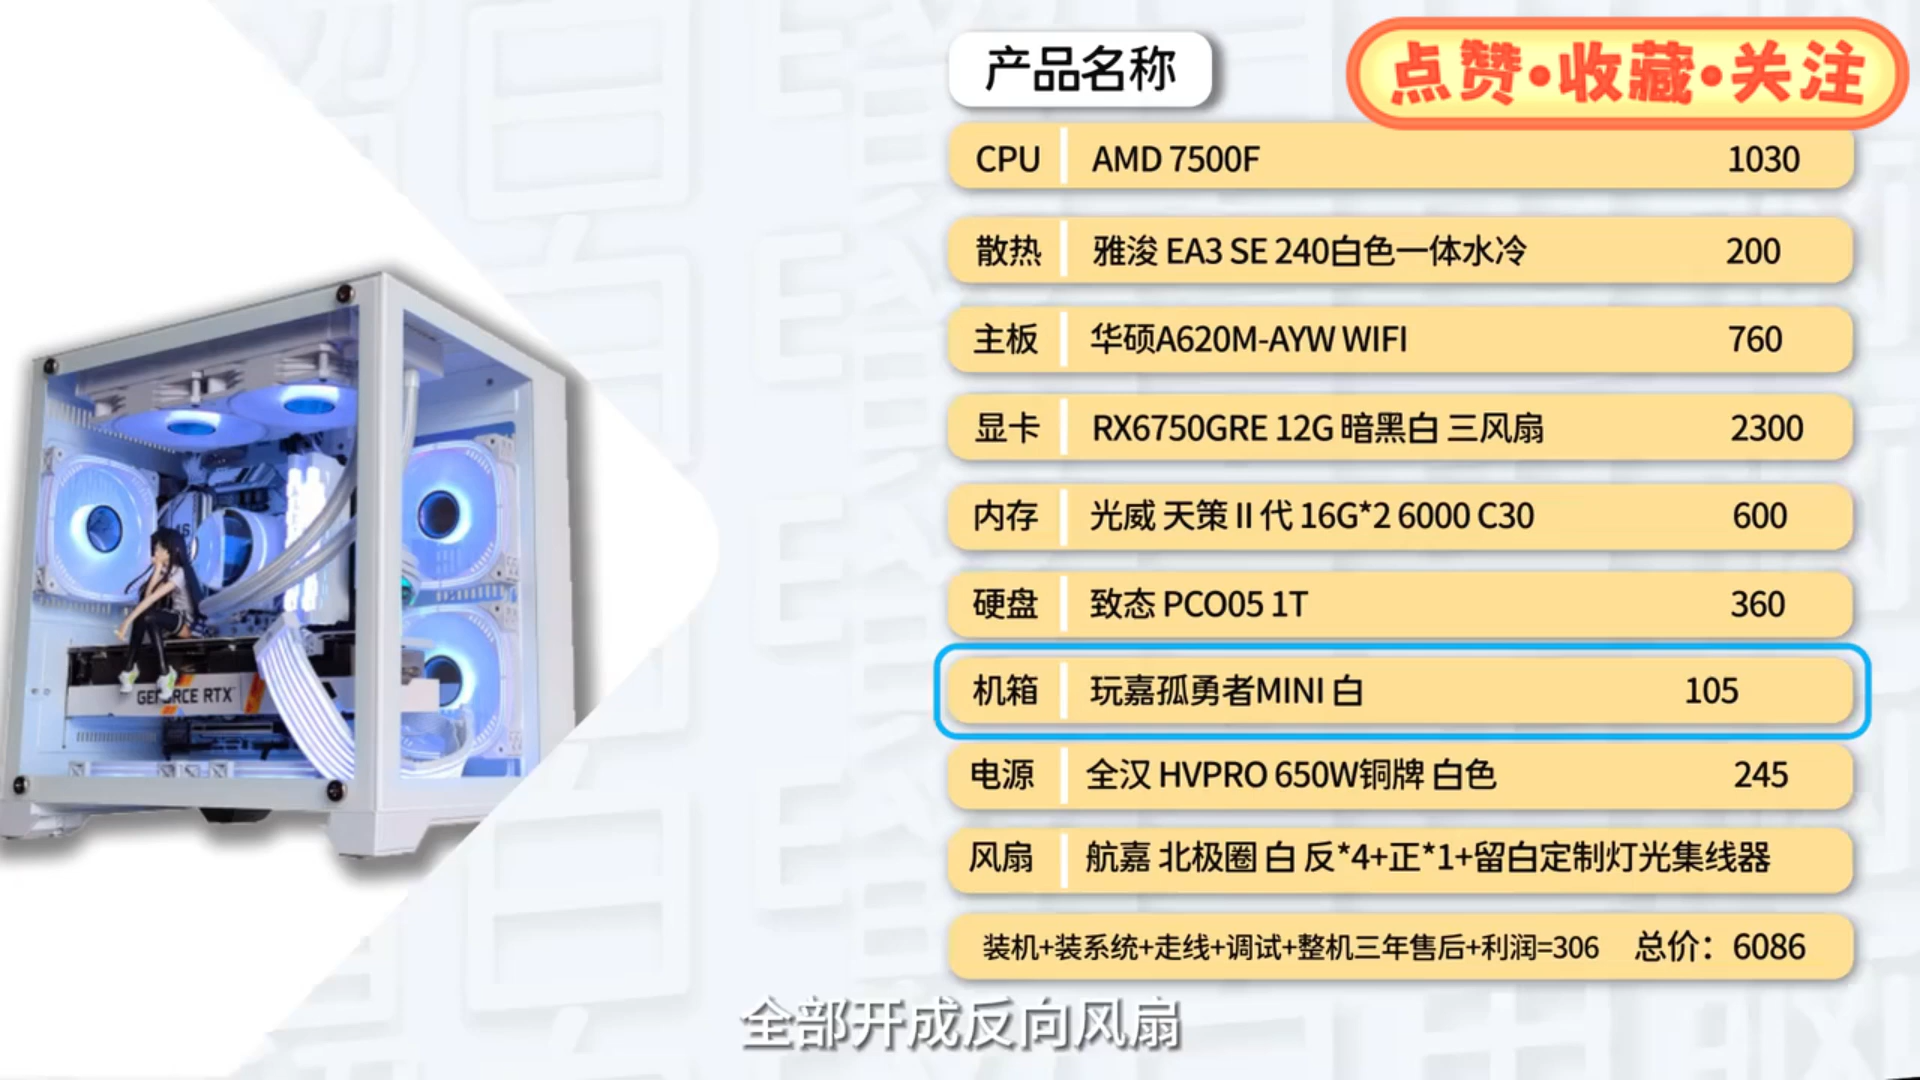 产品名称
点赞·收藏·关注
CPU AMD 7500F 1030
散热 雅浚 EA3 SE 240白色一体水冷 200
主板 华硕A620M-AYW WIFI 760
显卡 RX6750GRE 12G 暗黑白 三风扇 2300
内存 光威 天策 II 代 16G*2 6000 C30 600
硬盘 致态 PCO05 1T 360
机箱 玩嘉孤勇者MINI 白 105
电源 全汉 HVPRO 650W铜牌 白色 245
风扇 航嘉 北极圈 白 反*4+正*1+留白定制灯光集线器
装机+装系统+走线+调试+整机三年售后+利润=306 总价：6086
GEFORCE RTX
全部开成反向风扇